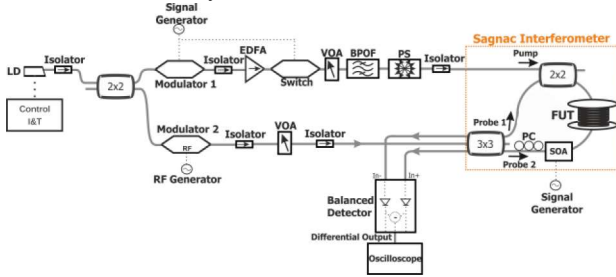 Signal
Generator
Sagnac Interferometer
Isolator
EDFA
VOA
BPOF
PS
Isolator
Pump
LD
Isolator
2x2
Modulator 1
Switch
2x2
Control
I&T
FUT
Modulator 2
Isolator
VOA
Isolator
Probe 1
PC
RF
3x3
SOA
Probe 2
RF Generator
In-
In+
Signal
Generator
Balanced
Detector
-
Differential Output
Oscilloscope